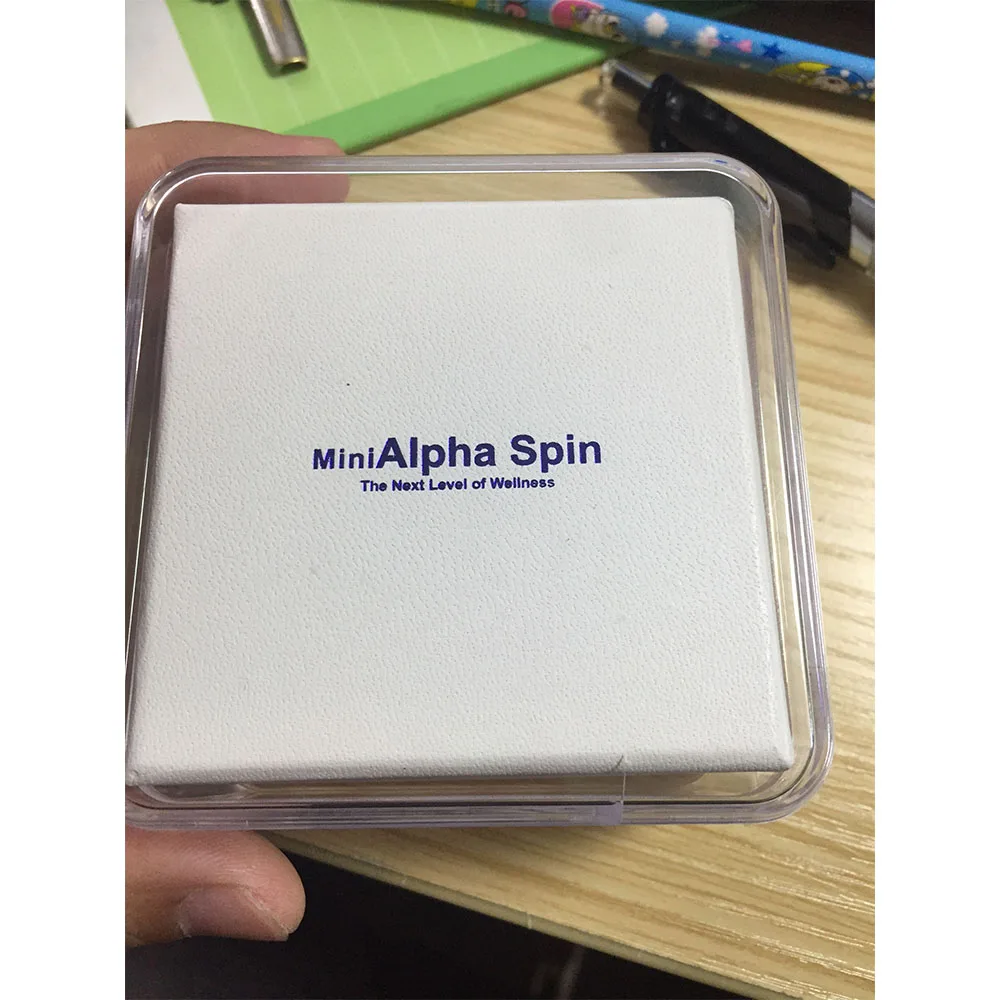 MiniAlpha Spin
The Next Level of Wellness